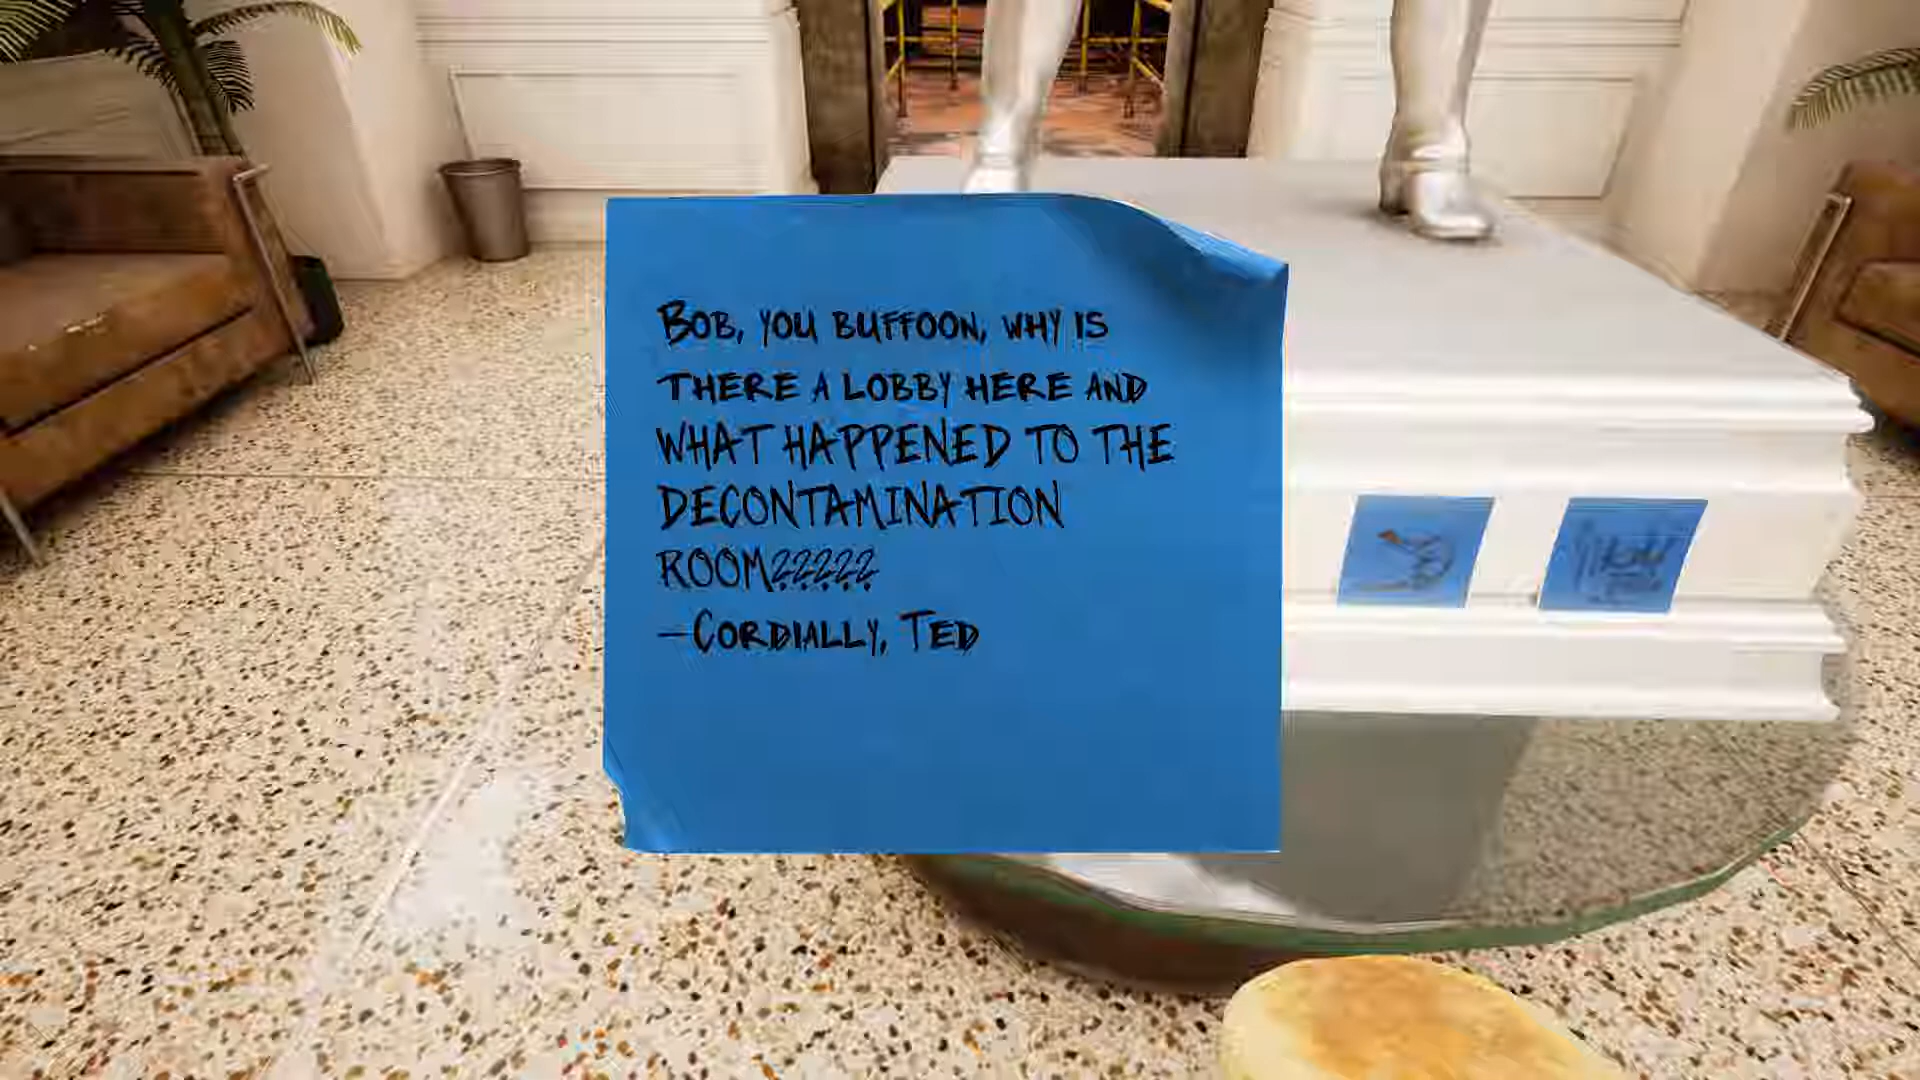 Bob, you buffoon, why is
there a lobby here and
WHAT HAPPENED TO THE
DECONTAMINATION
ROOM?????
—Cordially, Ted